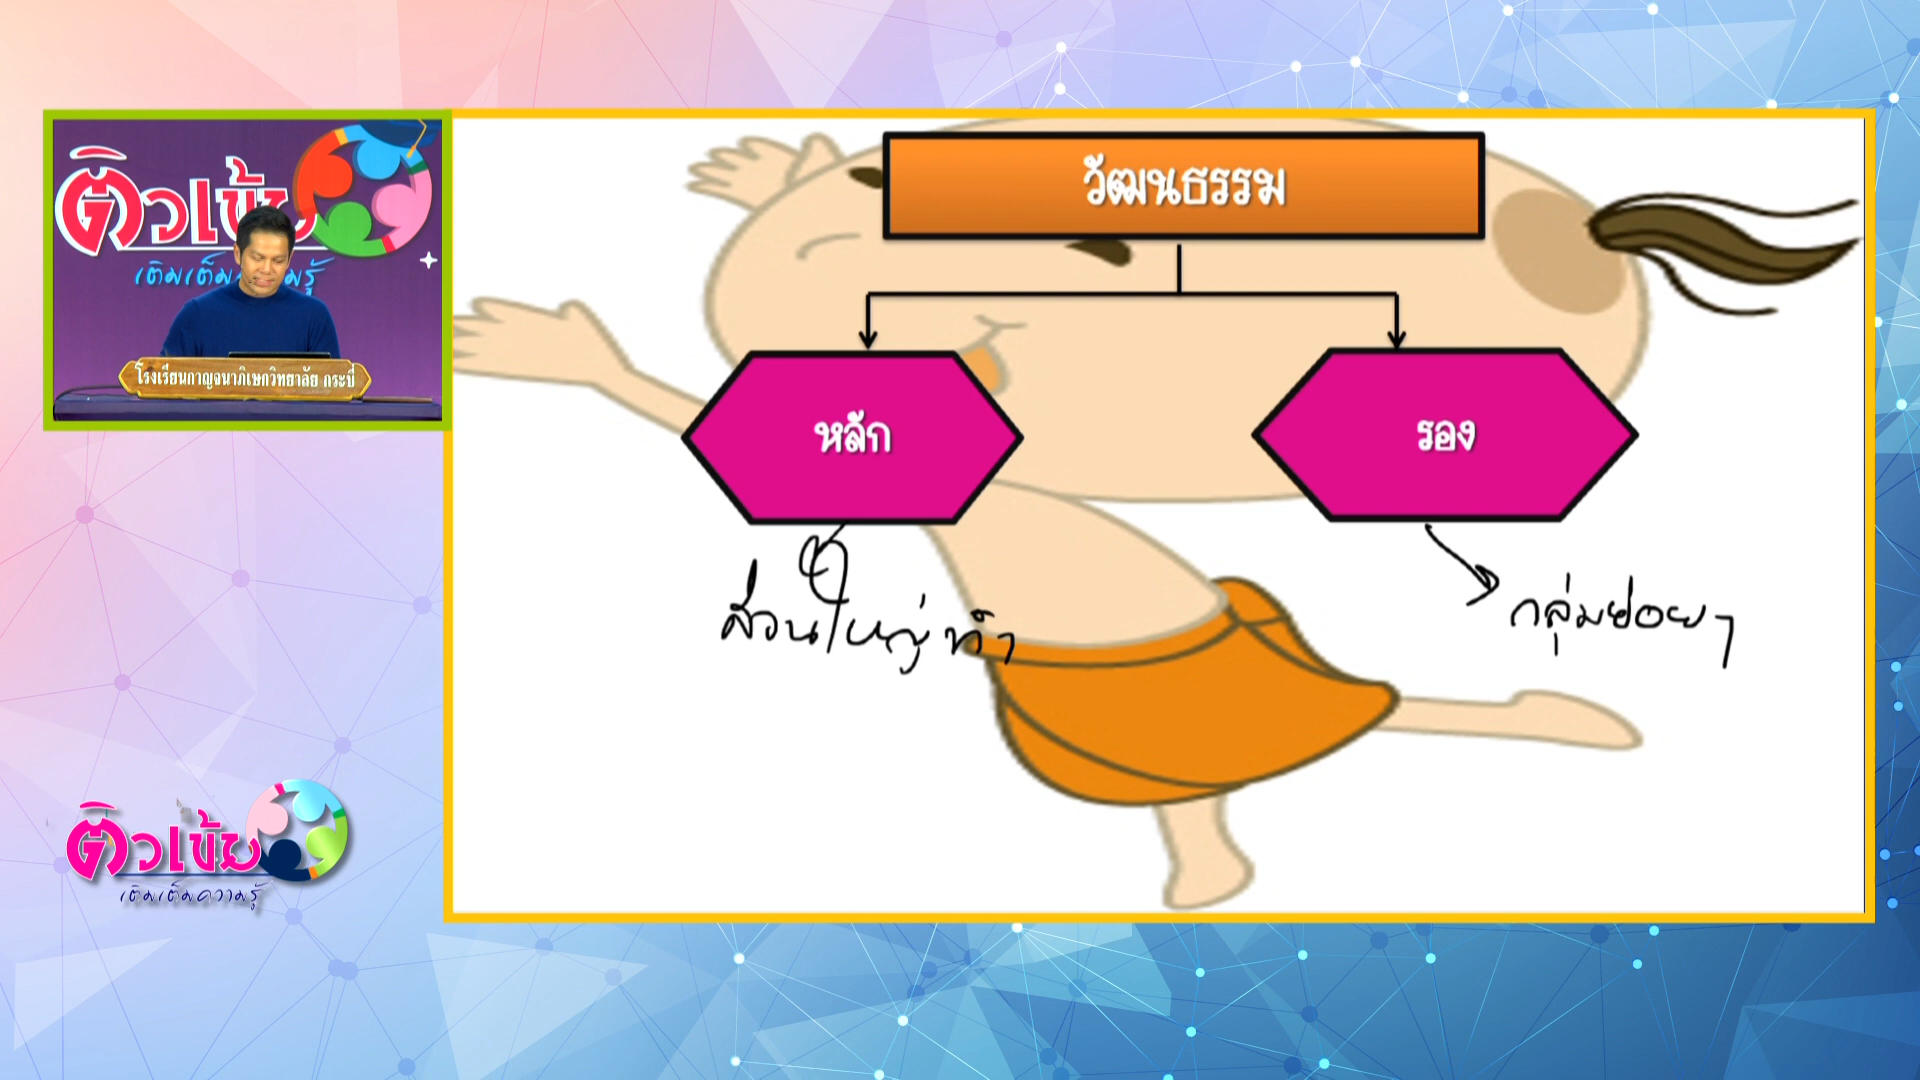 ติวเข้ม
เติมเต็มความรู้
โรงเรียนกาญจนาภิเษกวิทยาลัย กระบี่
วัฒนธรรม
หลัก
รอง
ส่วนใหญ่ทำ
กลุ่มย่อยๆ
ติวเข้ม
เติมเต็มความรู้